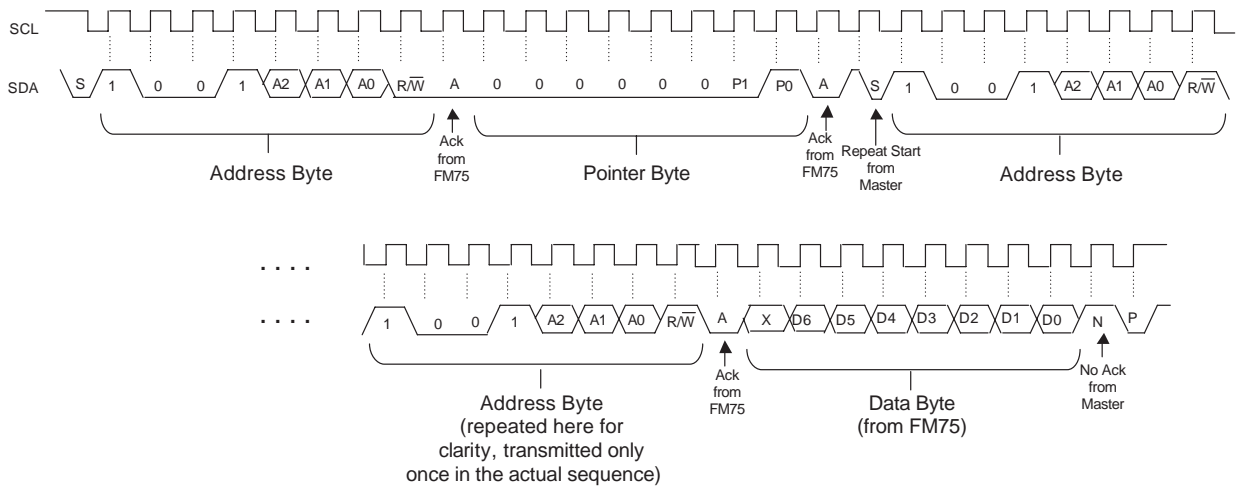 SCL
SDA S 1 0 0 1 A2 A1 A0 R/W A 0 0 0 0 0 0 P1 P0 A S 1 0 0 1 A2 A1 A0 R/W
Ack
from
FM75
Ack
from
FM75
Repeat Start
from
Master
Address Byte
Pointer Byte
Address Byte
. . . .
. . . . 1 0 0 1 A2 A1 A0 R/W A X D6 D5 D4 D3 D2 D1 D0 N P
Ack
from
FM75
No Ack
from
Master
Address Byte
(repeated here for
clarity, transmitted only
once in the actual sequence)
Data Byte
(from FM75)